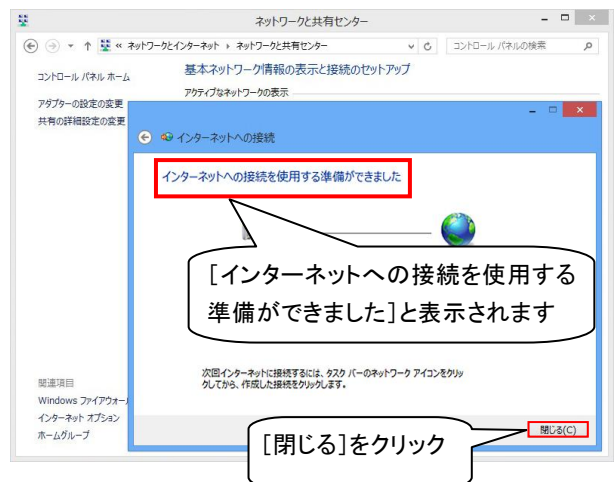 ネットワークと共有センター
« ネットワークとインターネット › ネットワークと共有センター
コントロール パネルの検索
コントロール パネル ホーム
基本ネットワーク情報の表示と接続のセットアップ
アクティブなネットワークの表示
アダプターの設定の変更
共有の詳細設定の変更
インターネットへの接続
インターネットへの接続を使用する準備ができました
[インターネットへの接続を使用する
準備ができました]と表示されます
次回インターネットに接続するには、タスク バーのネットワーク アイコンをクリッ
クしてから、作成した接続をクリックします。
関連項目
Windows ファイアウォー
インターネット オプション
ホームグループ
閉じる(C)
[閉じる]をクリック